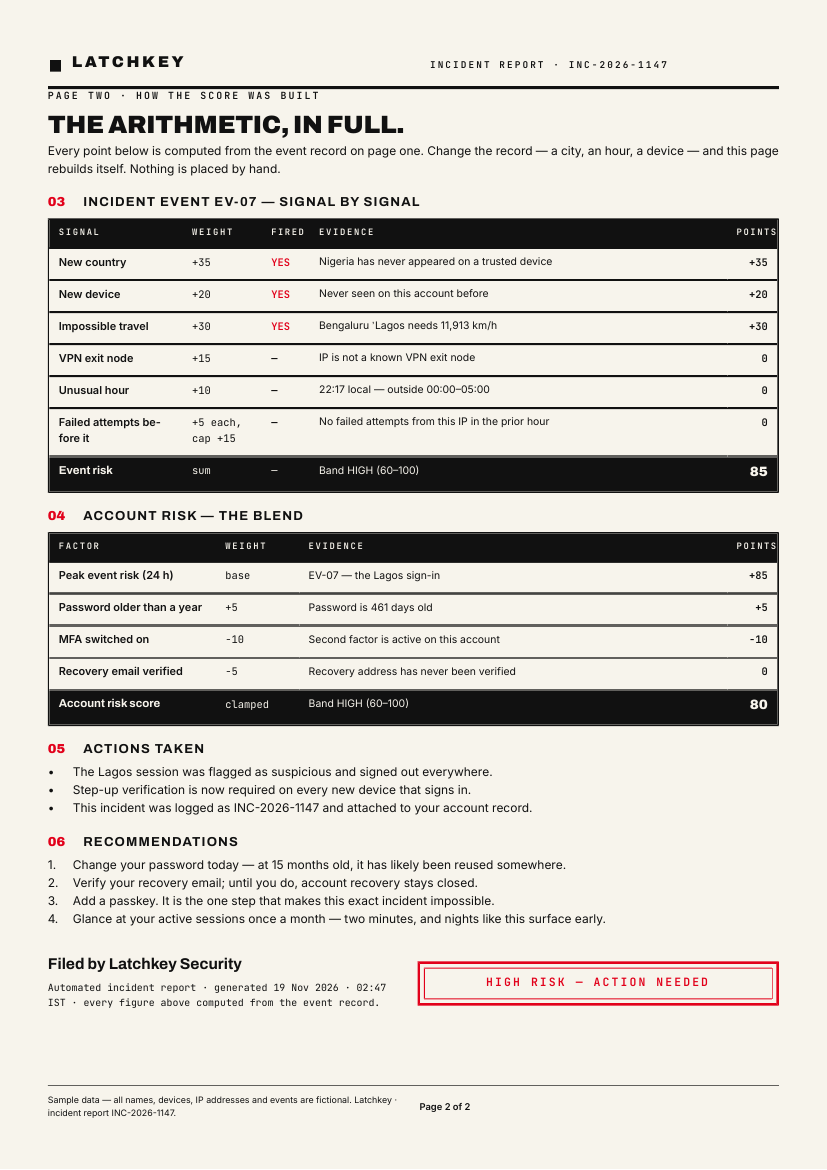 LATCHKEY
INCIDENT REPORT · INC-2026-1147
PAGE TWO · HOW THE SCORE WAS BUILT
THE ARITHMETIC, IN FULL.
Every point below is computed from the event record on page one. Change the record — a city, an hour, a device — and this page
rebuilds itself. Nothing is placed by hand.
03 INCIDENT EVENT EV-07 — SIGNAL BY SIGNAL
SIGNAL WEIGHT FIRED EVIDENCE POINTS
New country +35 YES Nigeria has never appeared on a trusted device +35
New device +20 YES Never seen on this account before +20
Impossible travel +30 YES Bengaluru 'Lagos needs 11,913 km/h +30
VPN exit node +15 — IP is not a known VPN exit node 0
Unusual hour +10 — 22:17 local — outside 00:00–05:00 0
Failed attempts be- +5 each, — No failed attempts from this IP in the prior hour 0
fore it cap +15
Event risk sum — Band HIGH (60–100) 85
04 ACCOUNT RISK — THE BLEND
FACTOR WEIGHT EVIDENCE POINTS
Peak event risk (24 h) base EV-07 — the Lagos sign-in +85
Password older than a year +5 Password is 461 days old +5
MFA switched on -10 Second factor is active on this account -10
Recovery email verified -5 Recovery address has never been verified 0
Account risk score clamped Band HIGH (60–100) 80
05 ACTIONS TAKEN
• The Lagos session was flagged as suspicious and signed out everywhere.
• Step-up verification is now required on every new device that signs in.
• This incident was logged as INC-2026-1147 and attached to your account record.
06 RECOMMENDATIONS
1. Change your password today — at 15 months old, it has likely been reused somewhere.
2. Verify your recovery email; until you do, account recovery stays closed.
3. Add a passkey. It is the one step that makes this exact incident impossible.
4. Glance at your active sessions once a month — two minutes, and nights like this surface early.
Filed by Latchkey Security
Automated incident report · generated 19 Nov 2026 · 02:47
IST · every figure above computed from the event record.
HIGH RISK — ACTION NEEDED
Sample data — all names, devices, IP addresses and events are fictional. Latchkey ·
incident report INC-2026-1147.
Page 2 of 2